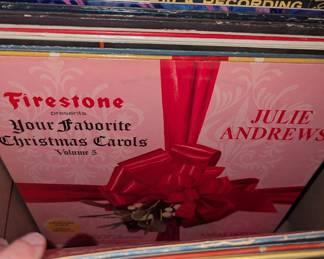 RECORDING
Firestone
presents
Your Favorite
Christmas Carols
Volume 5
JULIE
ANDREWS